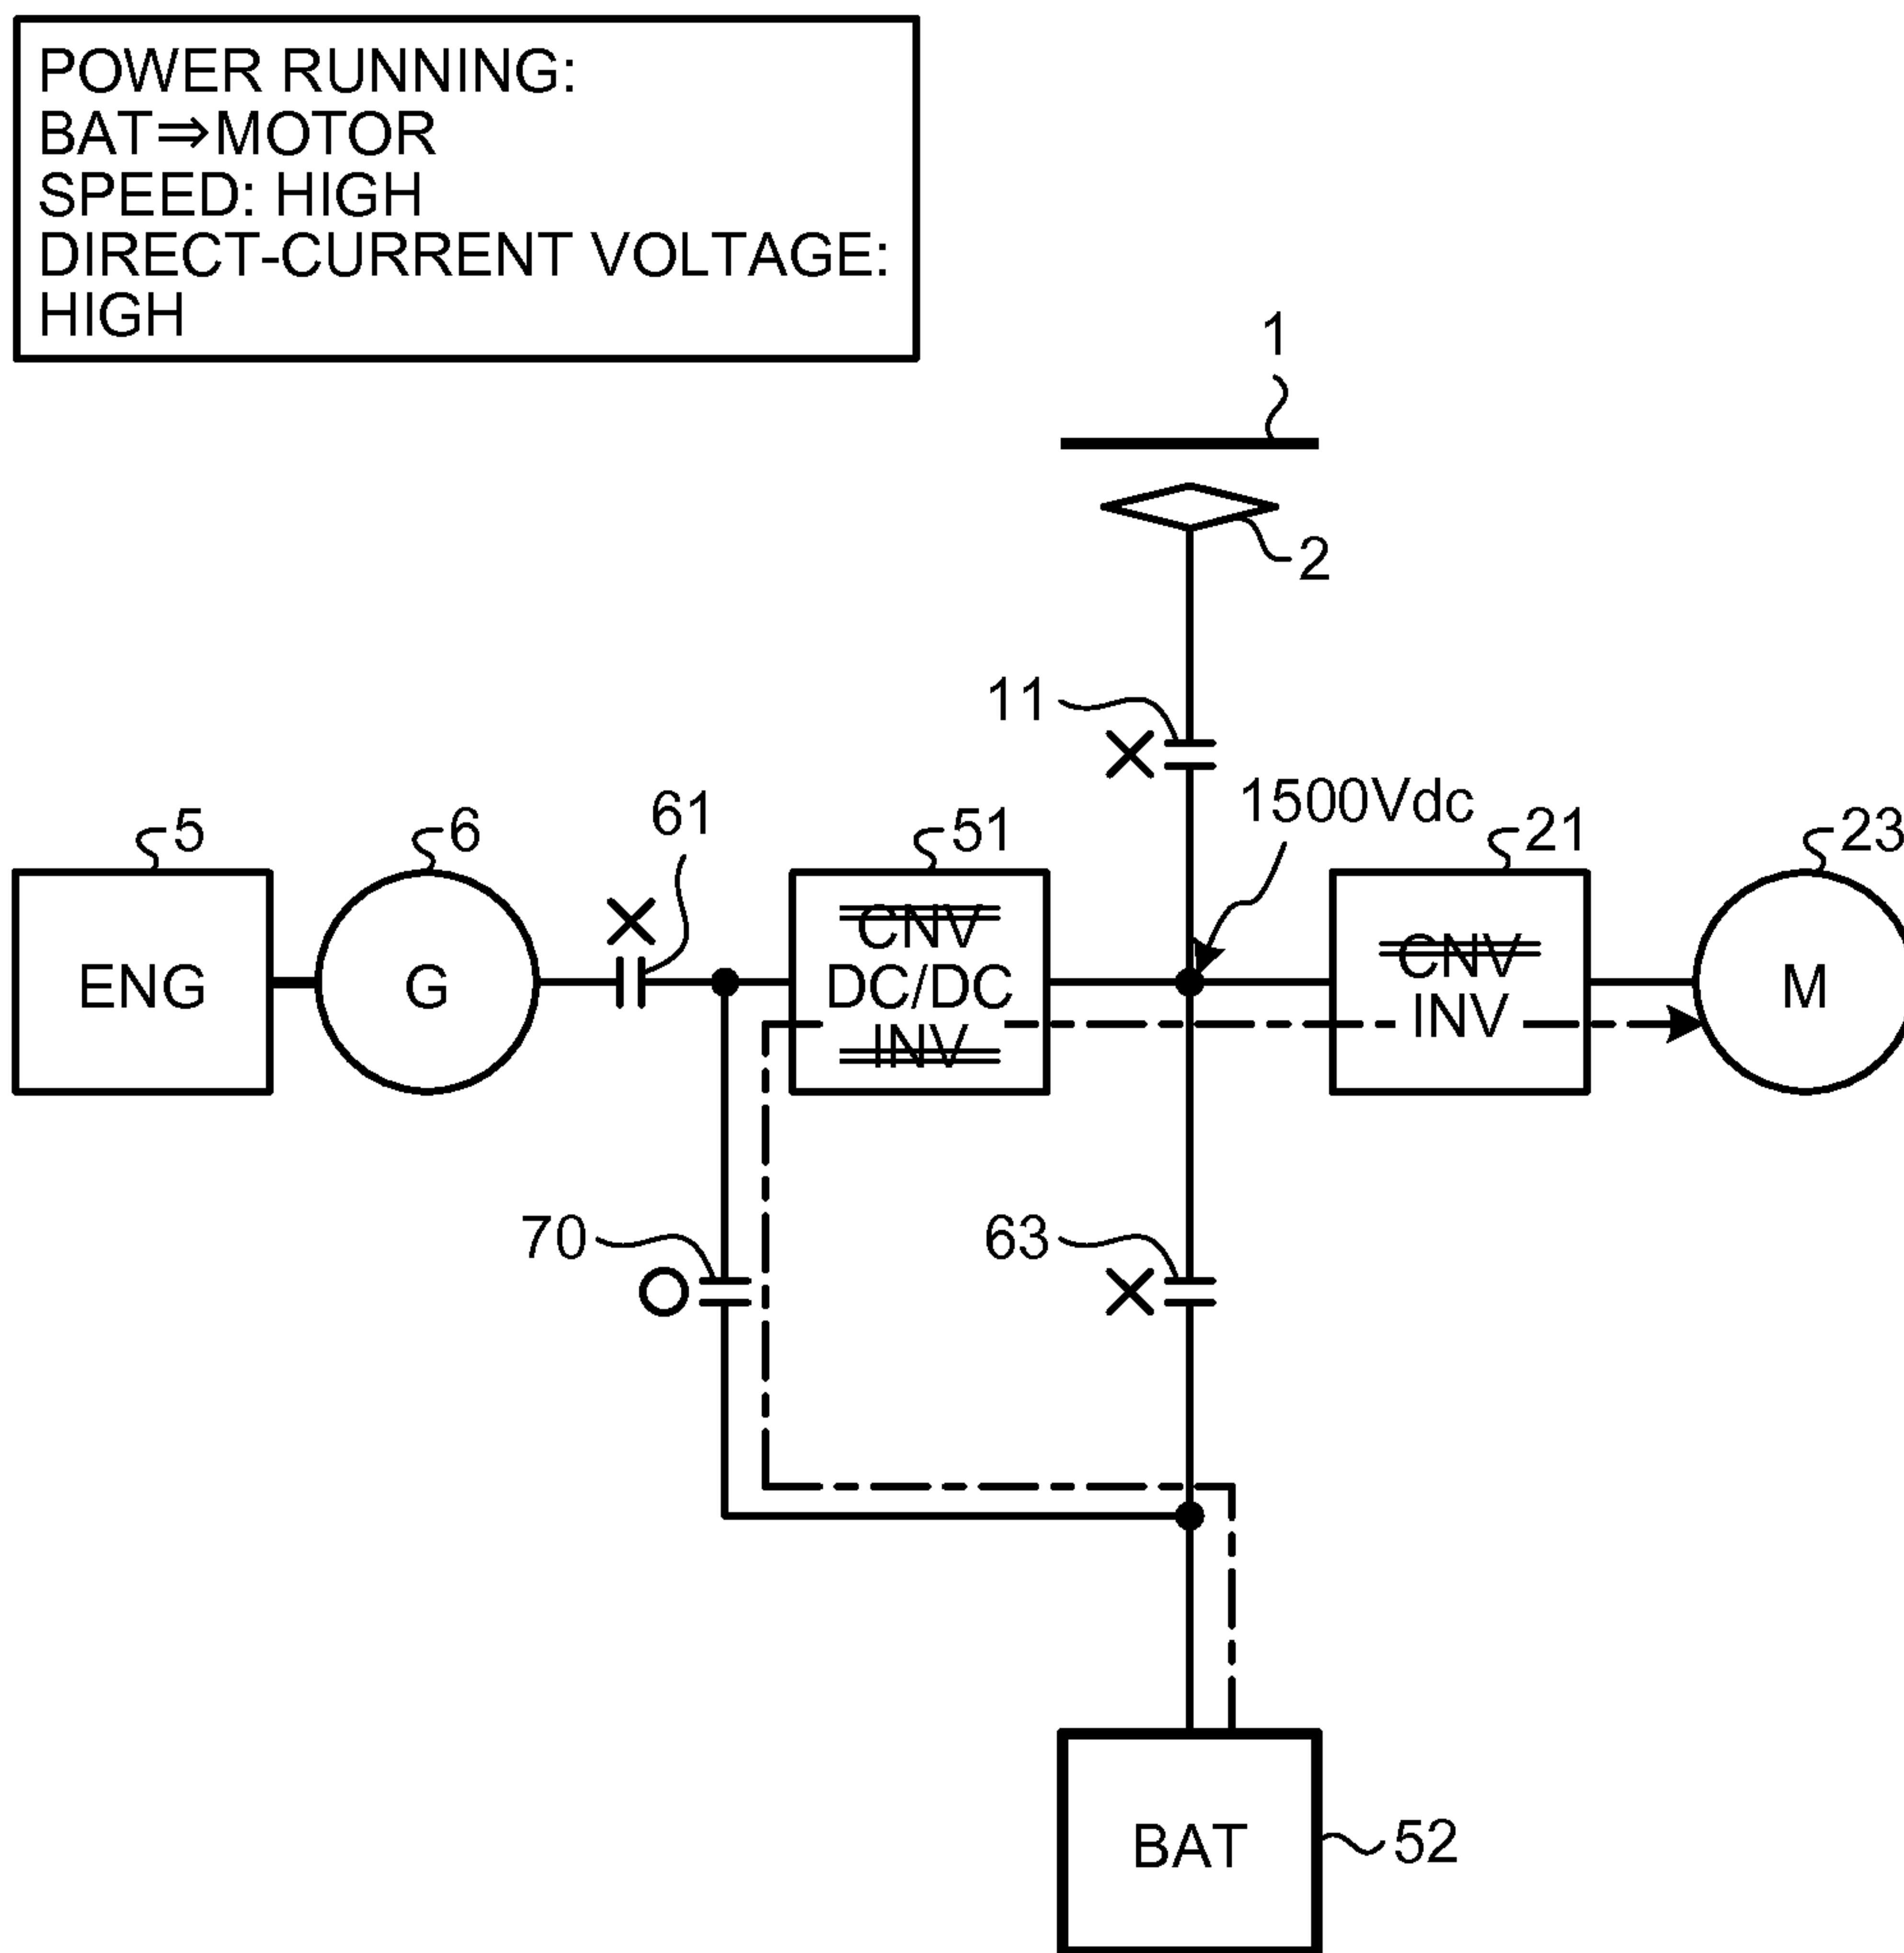 POWER RUNNING:
BAT⇒MOTOR
SPEED: HIGH
DIRECT-CURRENT VOLTAGE:
HIGH
1
2
11
1500Vdc
5
6
61
51
21
23
ENG
G
CNV
DC/DC
INV
CNV
INV
M
70
63
BAT
52